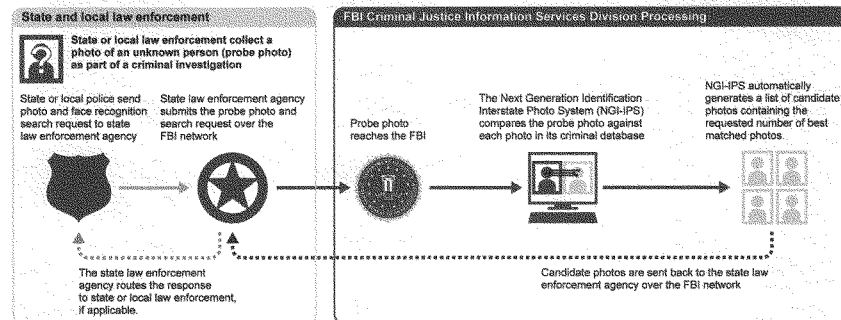 State and local law enforcement
State or local law enforcement collect a
photo of an unknown person (probe photo)
as part of a criminal investigation
State or local police send
photo and face recognition
search request to state
law enforcement agency
State law enforcement agency
submits the probe photo and
search request over the
FBI network
The state law enforcement
agency routes the response
to state or local law enforcement,
if applicable.
FBI Criminal Justice Information Services Division Processing
Probe photo
reaches the FBI
The Next Generation Identification
Interstate Photo System (NGI-IPS)
compares the probe photo against
each photo in its criminal database
NGI-IPS automatically
generates a list of candidate
photos containing the
requested number of best
matched photos.
Candidate photos are sent back to the state law
enforcement agency over the FBI network